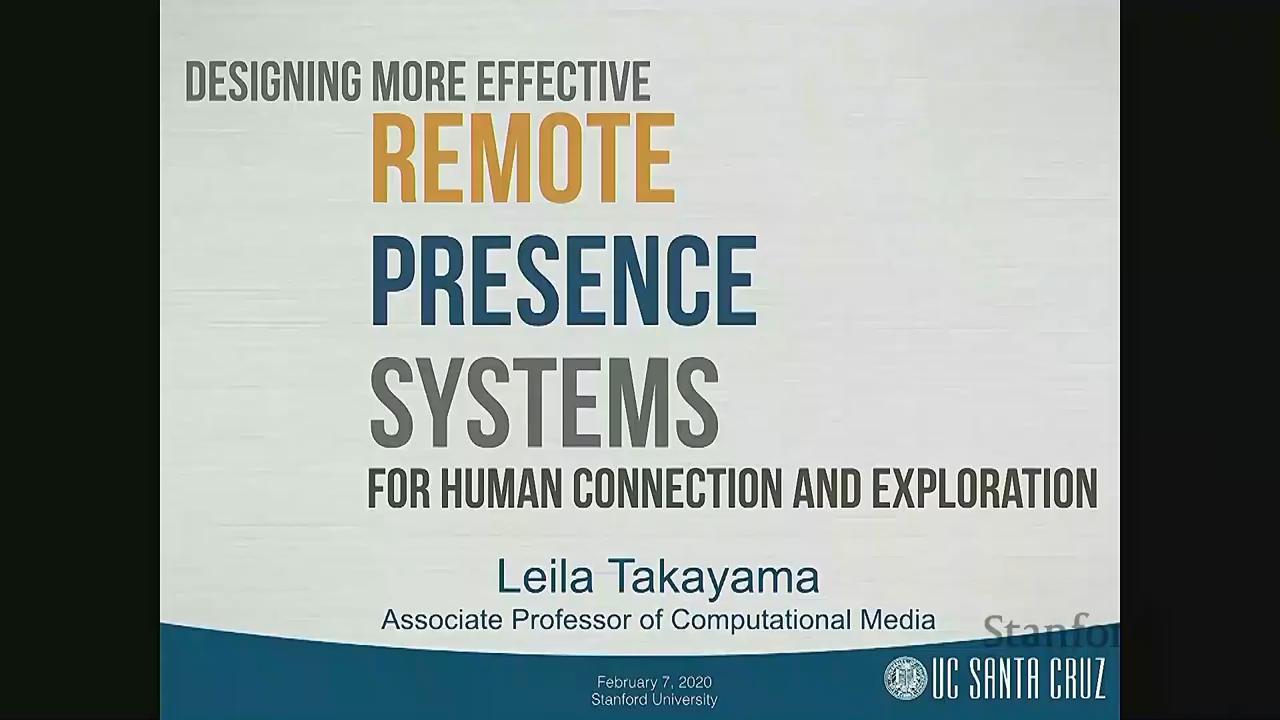 DESIGNING MORE EFFECTIVE
REMOTE
PRESENCE
SYSTEMS
FOR HUMAN CONNECTION AND EXPLORATION
Leila Takayama
Associate Professor of Computational Media
February 7, 2020
Stanford University
UC SANTA CRUZ